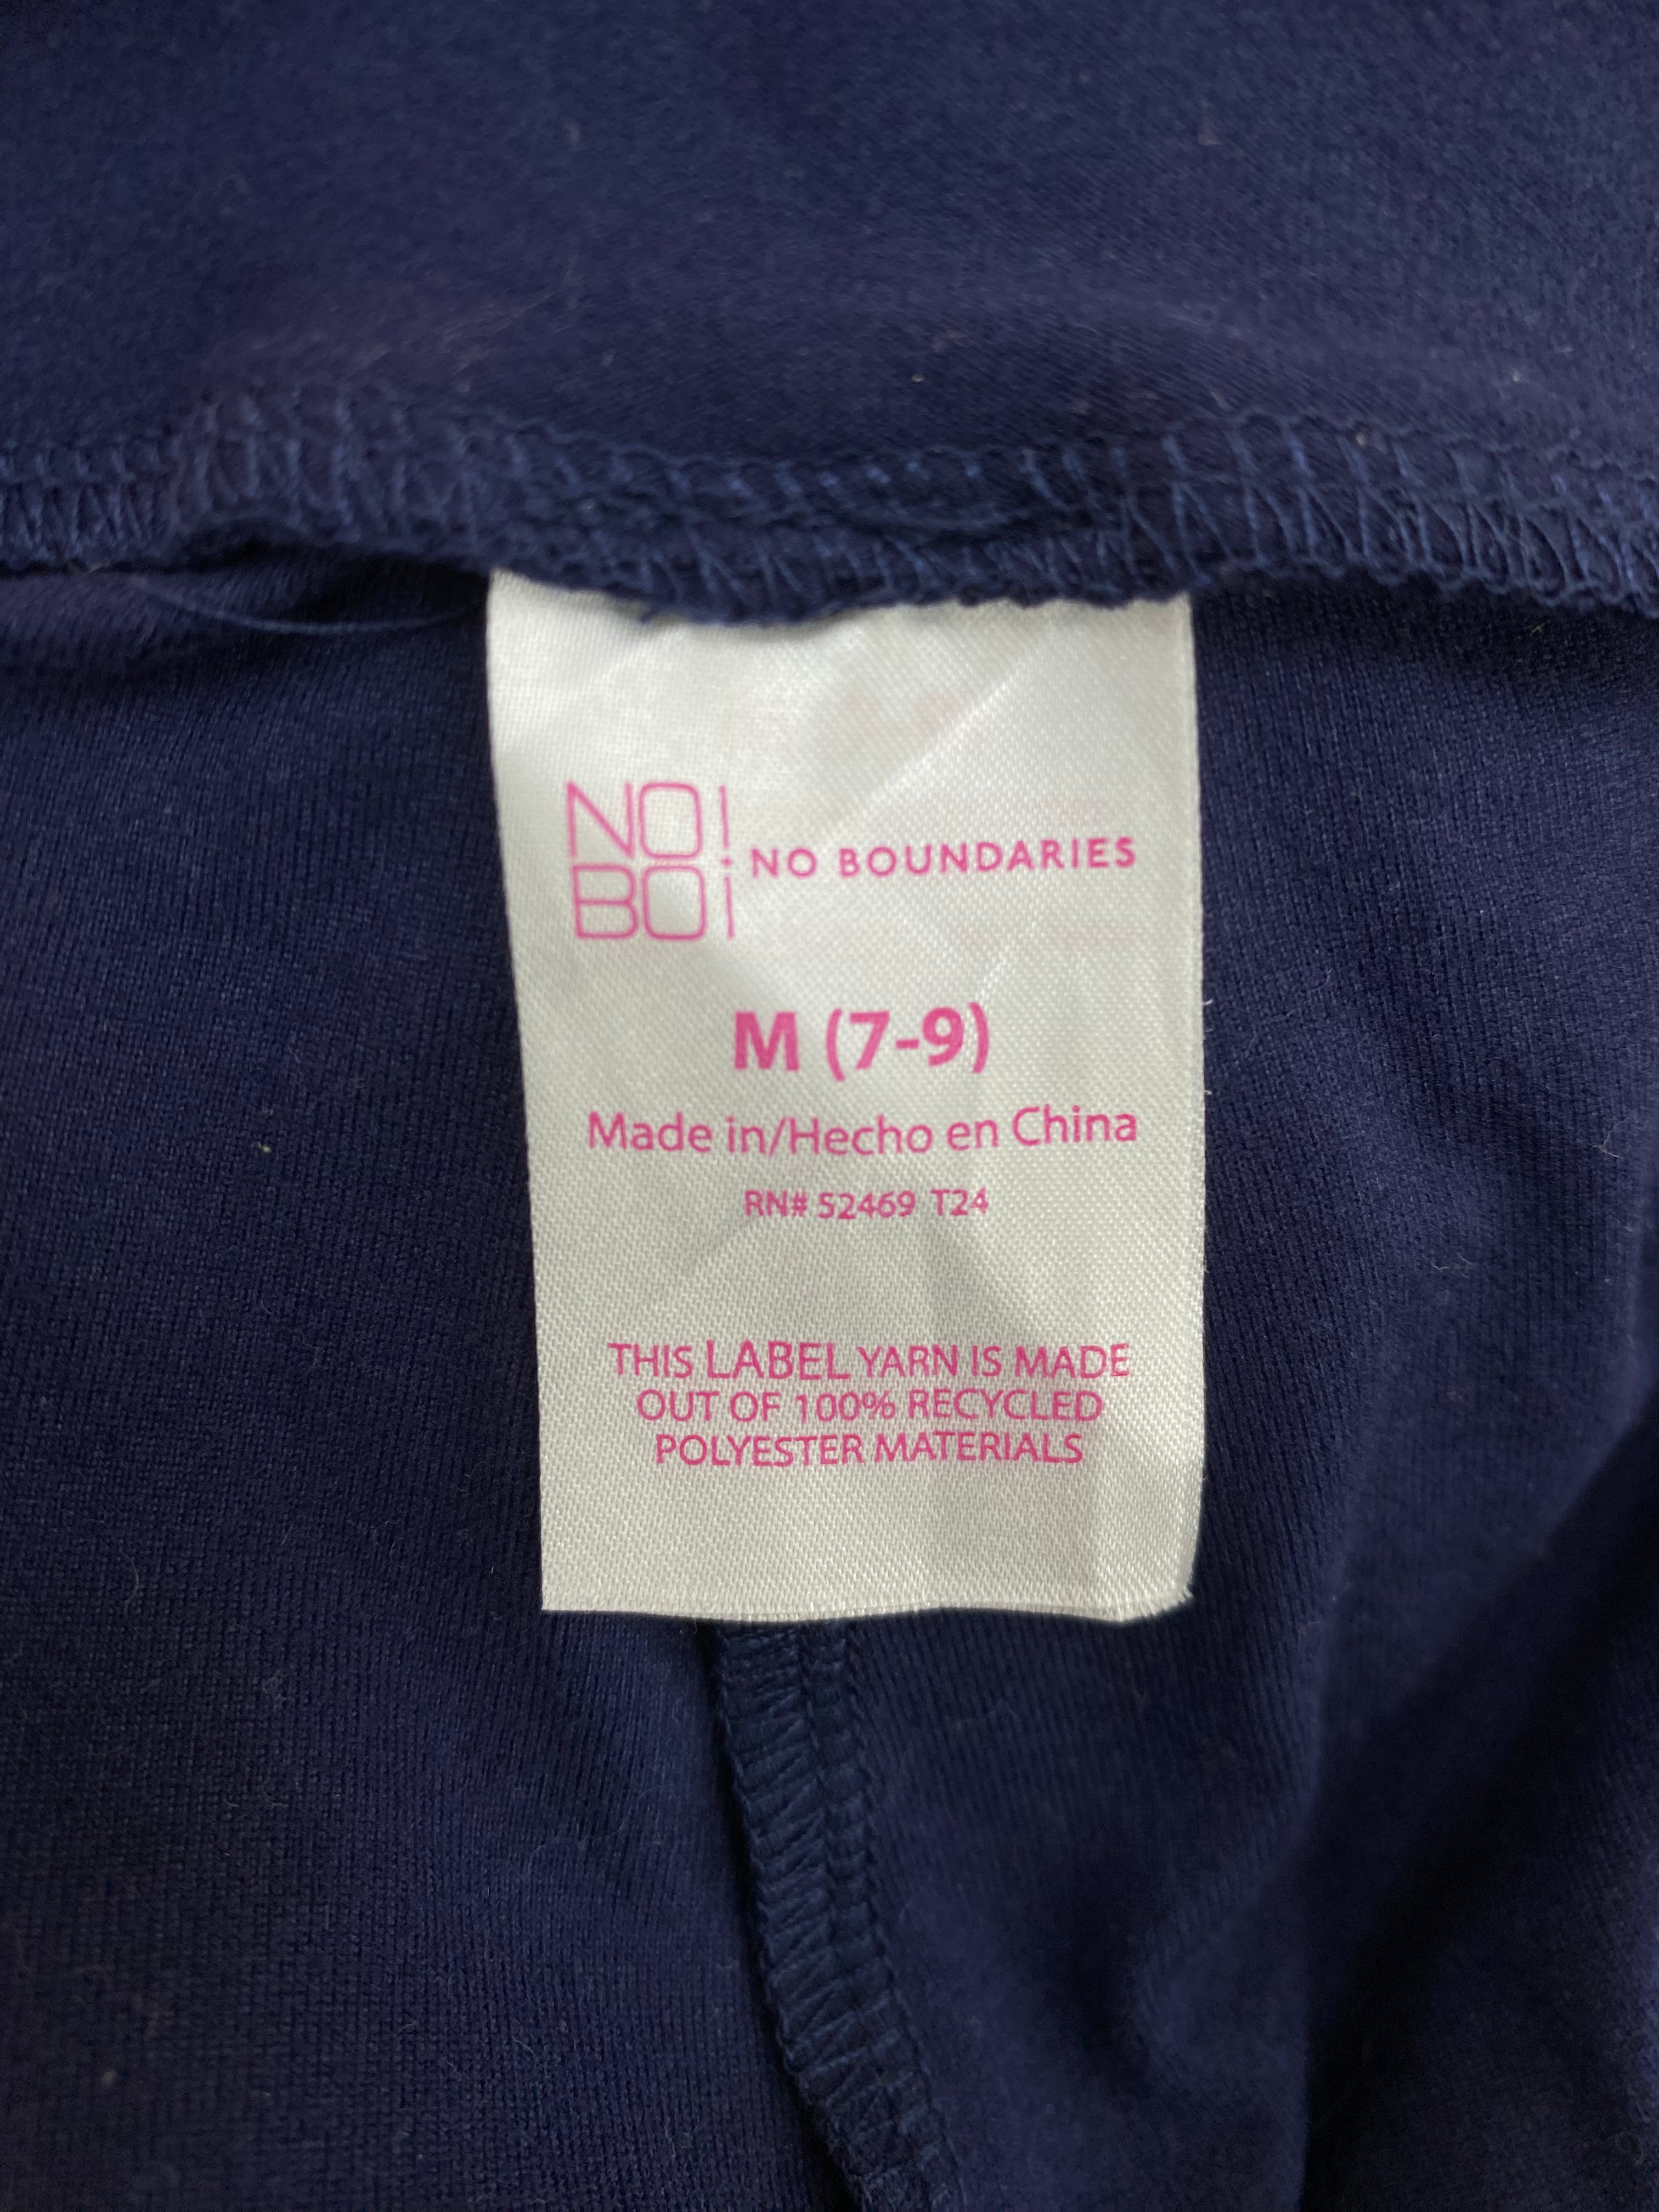 NO
BO
NO BOUNDARIES
M (7-9)
Made in/Hecho en China
RN# 52469 T24
THIS LABEL YARN IS MADE
OUT OF 100% RECYCLED
POLYESTER MATERIALS